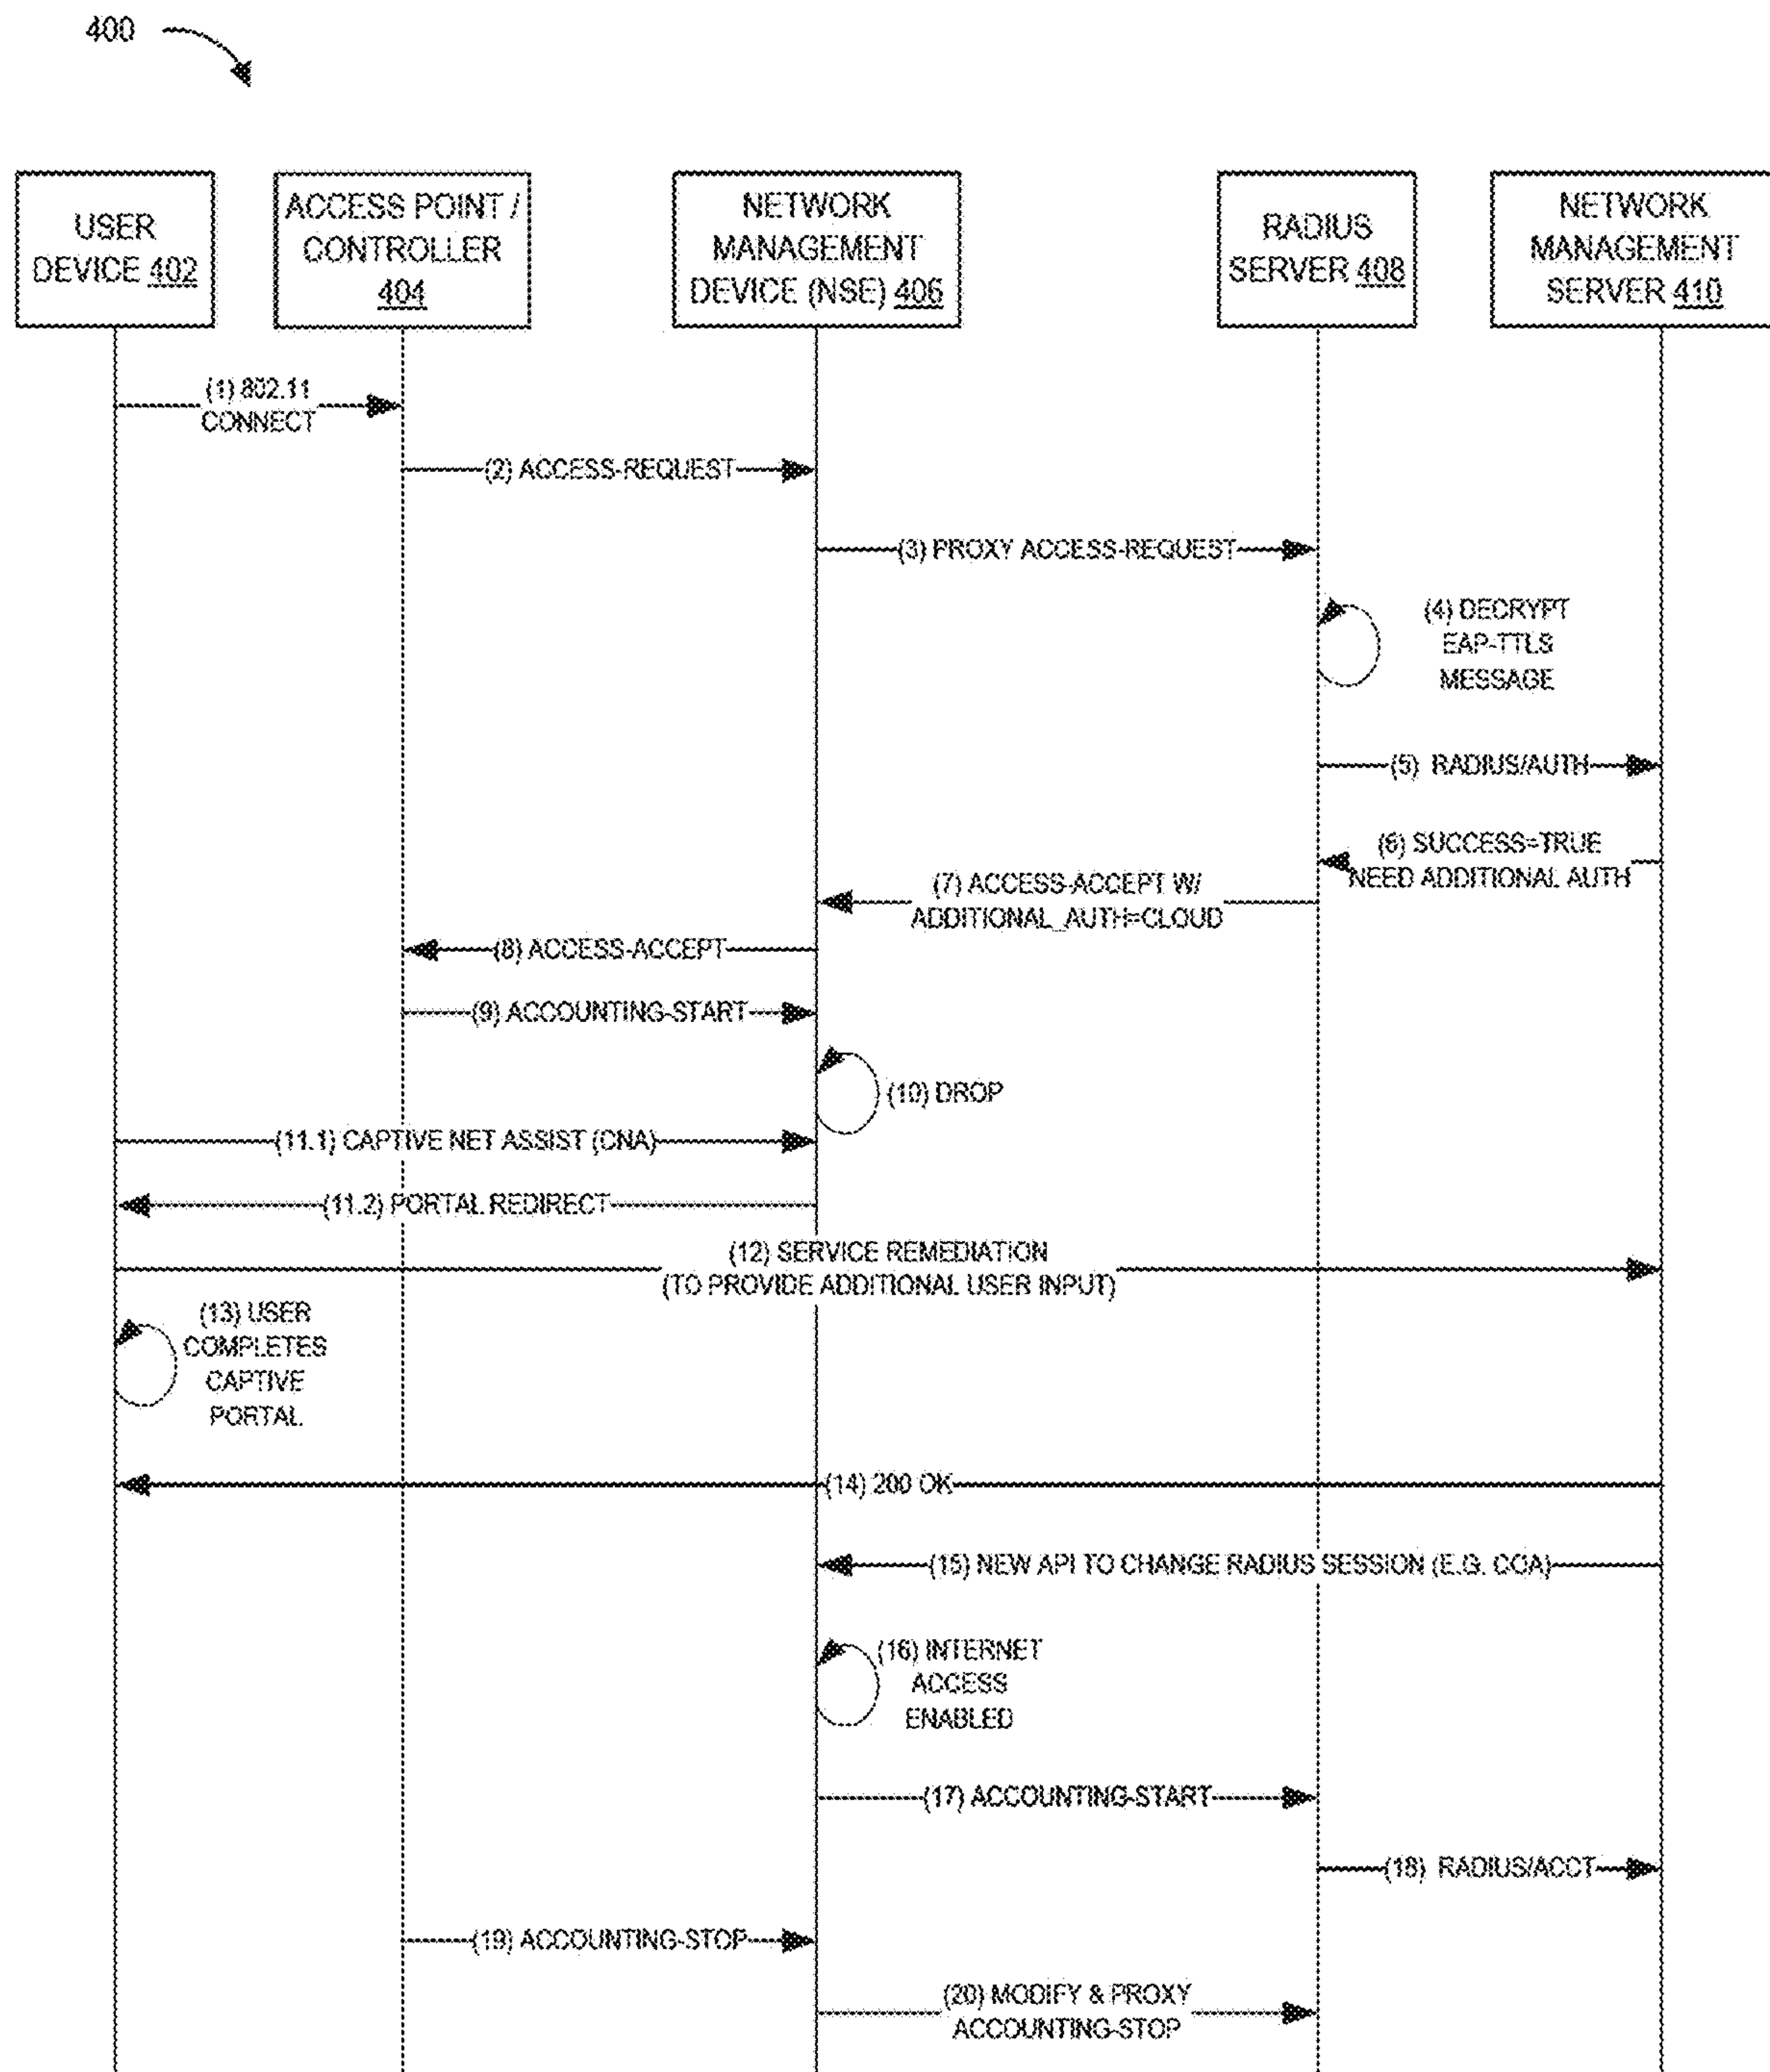 400
USER
DEVICE 402
ACCESS POINT /
CONTROLLER
404
NETWORK
MANAGEMENT
DEVICE (NSE) 406
RADIUS
SERVER 408
NETWORK
MANAGEMENT
SERVER 410
(1) 802.11
CONNECT
(2) ACCESS-REQUEST
(3) PROXY ACCESS-REQUEST
(4) DECRYPT
EAP-TTLS
MESSAGE
(5) RADIUS/AUTH
(6) SUCCESS=TRUE
NEED ADDITIONAL AUTH
(7) ACCESS-ACCEPT W/
ADDITIONAL_AUTH=CLOUD
(8) ACCESS-ACCEPT
(9) ACCOUNTING-START
(10) DROP
(11.1) CAPTIVE NET ASSIST (CNA)
(11.2) PORTAL REDIRECT
(12) SERVICE REMEDIATION
(TO PROVIDE ADDITIONAL USER INPUT)
(13) USER
COMPLETES
CAPTIVE
PORTAL
(14) 200 OK
(15) NEW API TO CHANGE RADIUS SESSION (E.G. COA)
(16) INTERNET
ACCESS
ENABLED
(17) ACCOUNTING-START
(18) RADIUS/ACCT
(19) ACCOUNTING-STOP
(20) MODIFY & PROXY
ACCOUNTING-STOP